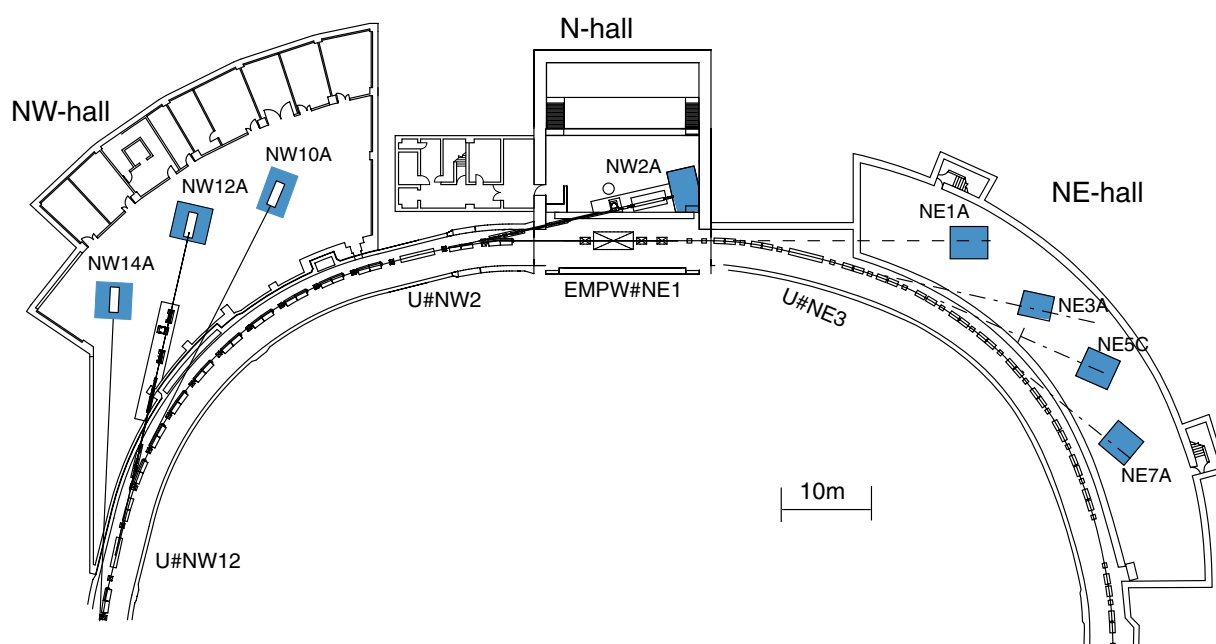 N-hall
NW-hall
NW10A
NW2A
NW12A
NE-hall
NE1A
NW14A
U#NW2
EMPW#NE1
U#NE3
NE3A
NE5C
NE7A
10m
U#NW12